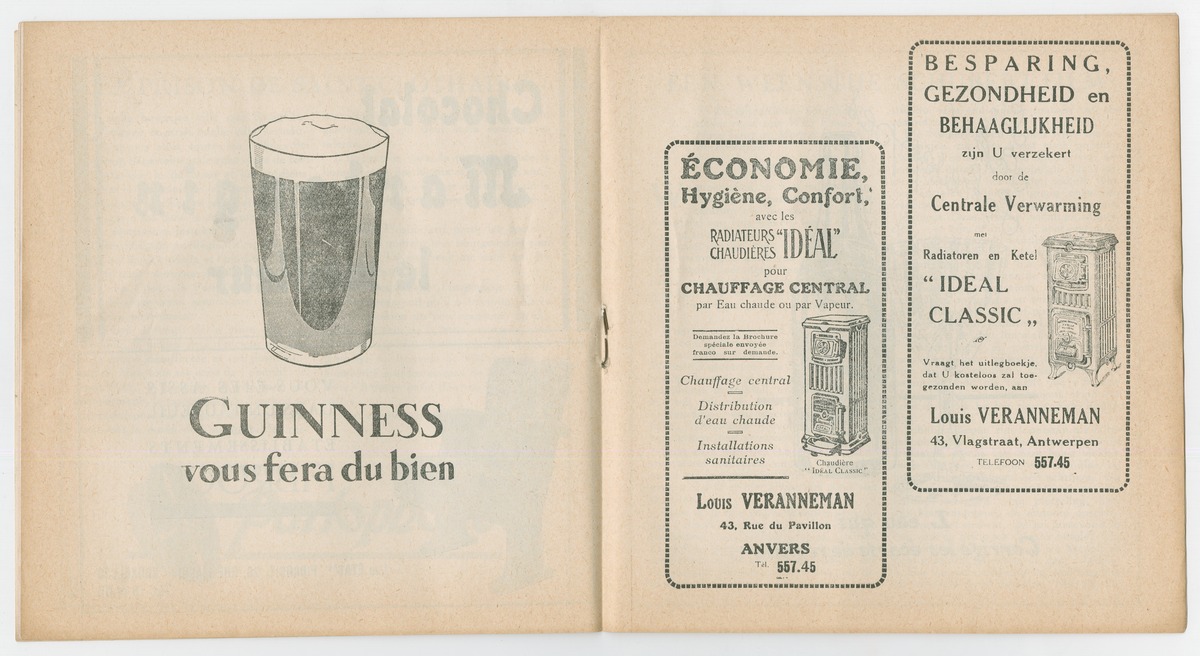 GUINNESS
vous fera du bien
ÉCONOMIE,
Hygiène, Confort,
avec les
RADIATEURS
CHAUDIÈRES
"IDÉAL"
pour
CHAUFFAGE CENTRAL
par Eau chaude ou par Vapeur.
Demandez la Brochure
spéciale envoyée
franco sur demande.
Chauffage central
Distribution
d'eau chaude
Installations
sanitaires
Chaudière
"IDEAL CLASSIC"
Louis VERANNEMAN
43, Rue du Pavillon
ANVERS
Tél. 557.45
BESPARING,
GEZONDHEID en
BEHAAGLIJKHEID
zijn U verzekert
door de
Centrale Verwarming
met
Radiatoren en Ketel
"IDEAL
CLASSIC„
Vraagt het uitlegboekje,
dat U kosteloos zal toe-
gezonden worden, aan
Louis VERANNEMAN
43, Vlagstraat, Antwerpen
TELEFOON 557.45